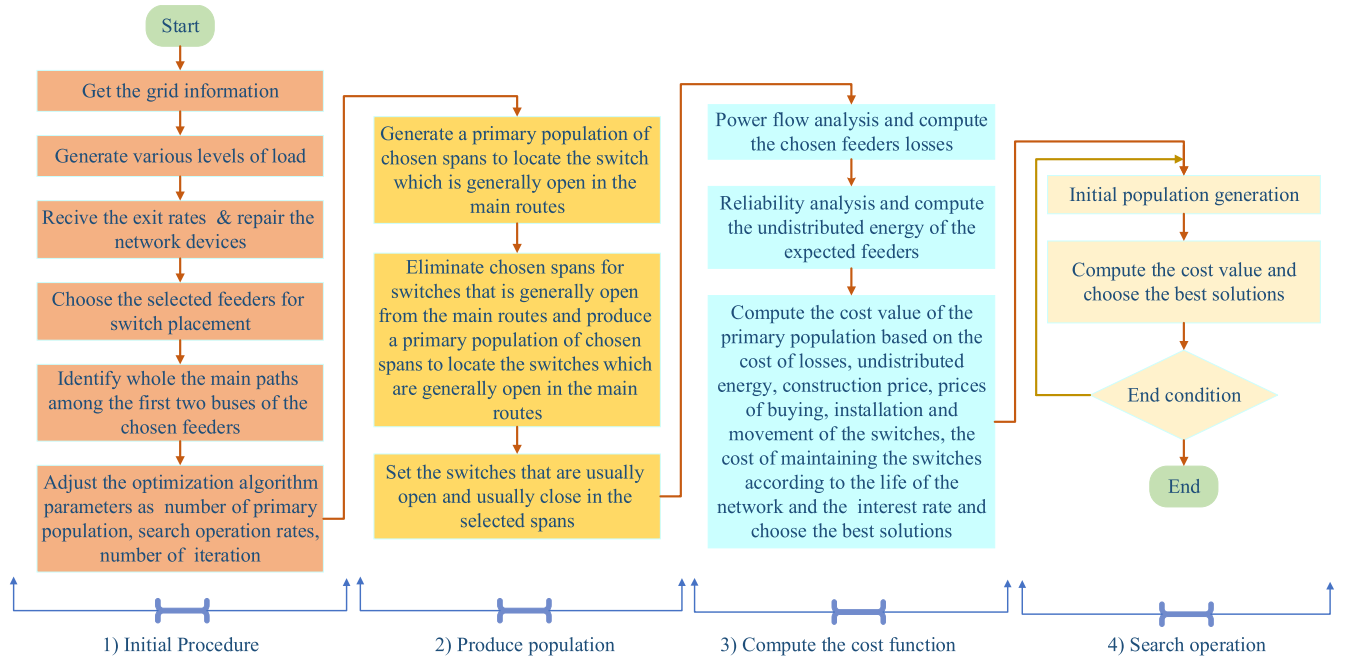 Start
Get the grid information
Generate various levels of load
Recive the exit rates & repair the
network devices
Choose the selected feeders for
switch placement
Identify whole the main paths
among the first two buses of the
chosen feeders
Adjust the optimization algorithm
parameters as number of primary
population, search operation rates,
number of iteration
1) Initial Procedure
Generate a primary population of
chosen spans to locate the switch
which is generally open in the
main routes
Eliminate chosen spans for
switches that is generally open
from the main routes and produce
a primary population of chosen
spans to locate the switches which
are generally open in the main
routes
Set the switches that are usually
open and usually close in the
selected spans
2) Produce population
Power flow analysis and compute
the chosen feeders losses
Reliability analysis and compute
the undistributed energy of the
expected feeders
Compute the cost value of the
primary population based on the
cost of losses, undistributed
energy, construction price, prices
of buying, installation and
movement of the switches, the
cost of maintaining the switches
according to the life of the
network and the interest rate and
choose the best solutions
3) Compute the cost function
Initial population generation
Compute the cost value and
choose the best solutions
End condition
End
4) Search operation